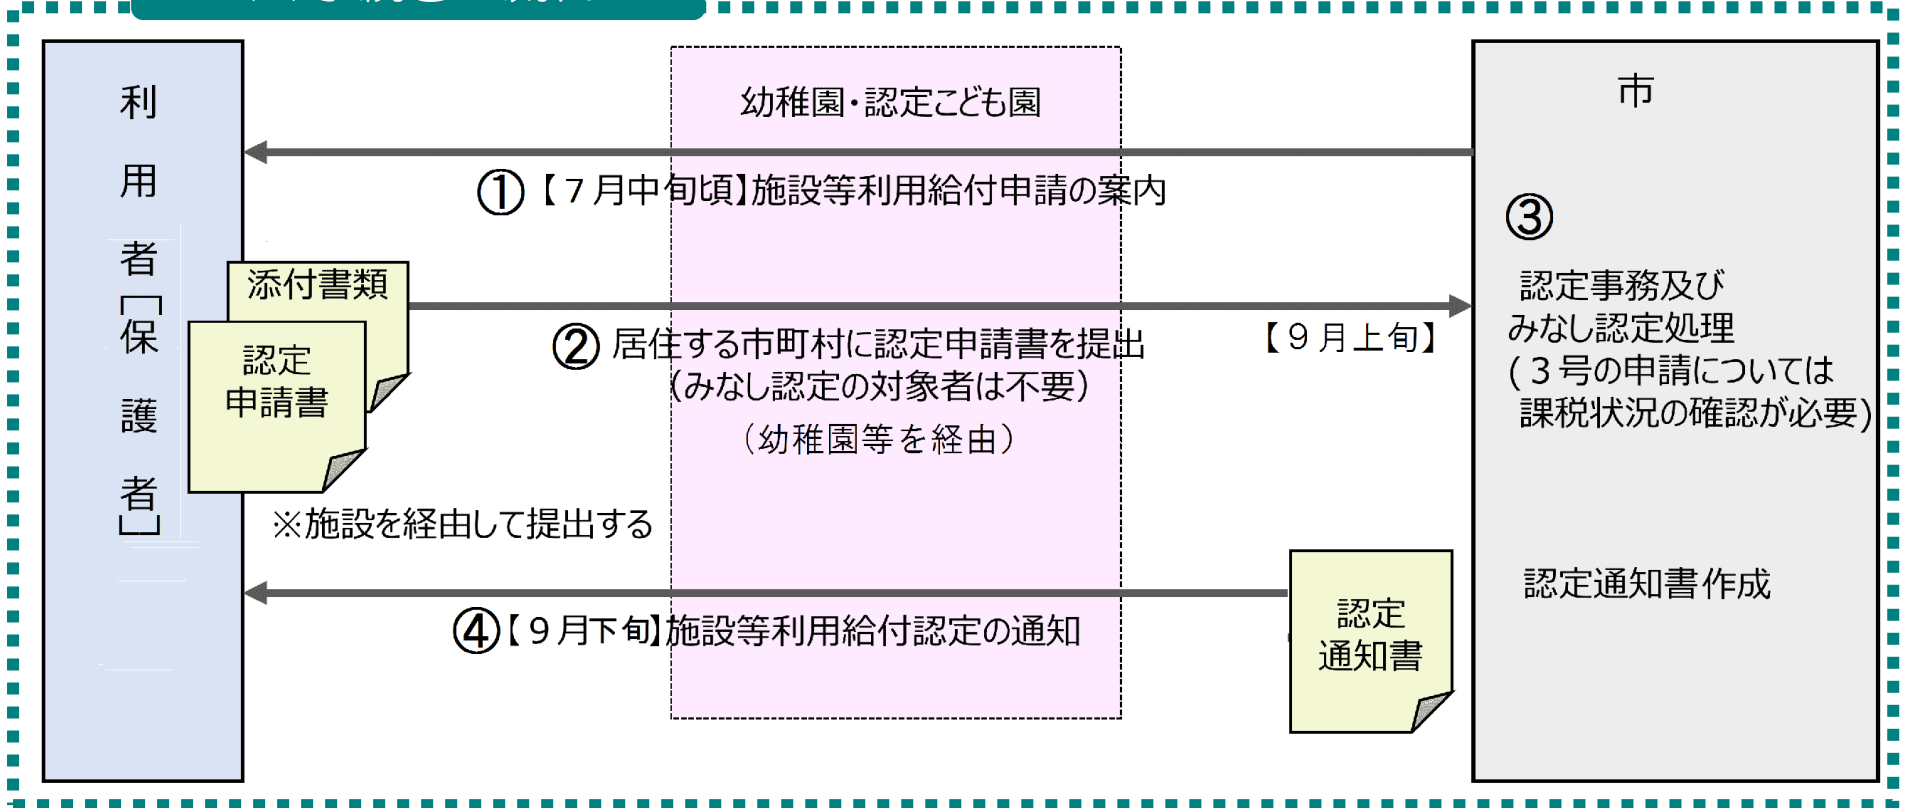 利用者[保護者]
幼稚園・認定こども園
市
①【７月中旬頃】施設等利用給付申請の案内
添付書類
認定
申請書
②居住する市町村に認定申請書を提出
（みなし認定の対象者は不要）
（幼稚園等を経由）
【９月上旬】
※施設を経由して提出する
③
認定事務及び
みなし認定処理
(３号の申請については
課税状況の確認が必要)
認定通知書作成
④【９月下旬】施設等利用給付認定の通知
認定
通知書